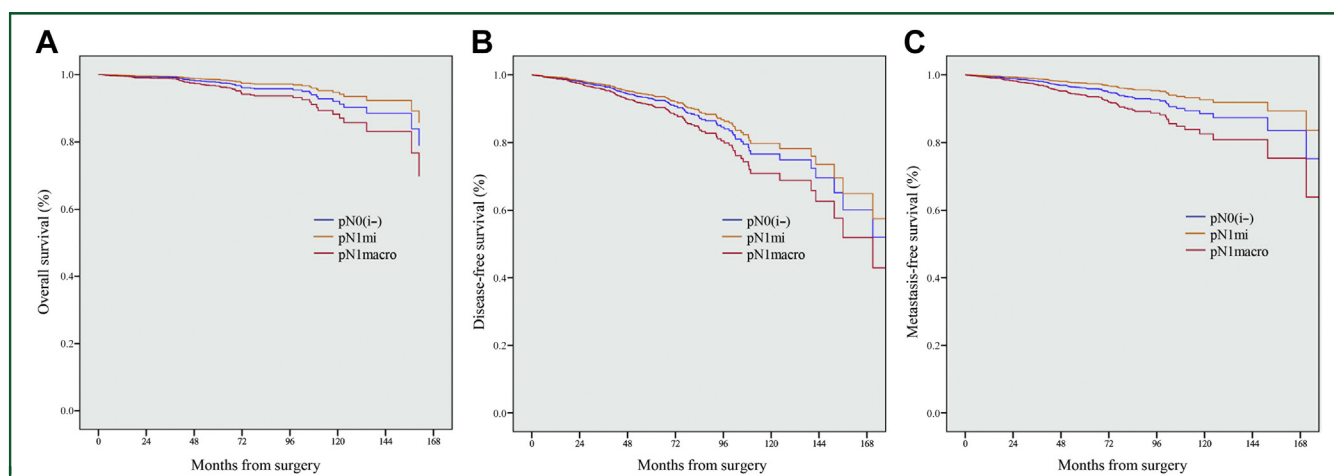 A
Overall survival (%)
1.0
0.8
0.6
0.4
0.2
0.0
pN0(i–)
pN1mi
pN1macro
0 24 48 72 96 120 144 168
Months from surgery
B
Disease-free survival (%)
1.0
0.8
0.6
0.4
0.2
0.0
pN0(i–)
pN1mi
pN1macro
0 24 48 72 96 120 144 168
Months from surgery
C
Metastasis-free survival (%)
1.0
0.8
0.6
0.4
0.2
0.0
pN0(i–)
pN1mi
pN1macro
0 24 48 72 96 120 144 168
Months from surgery